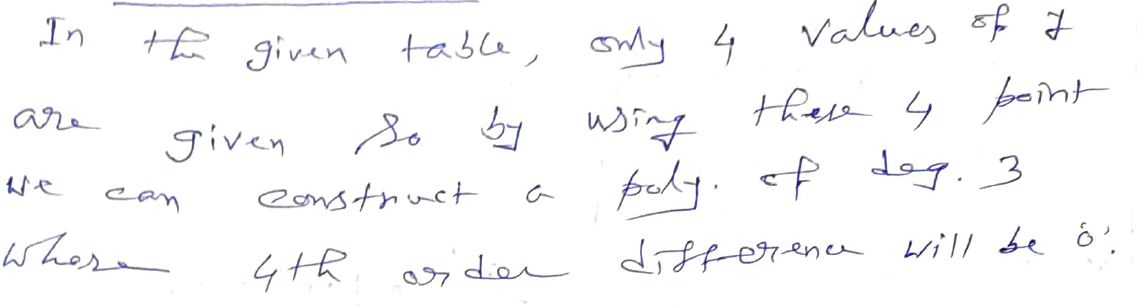 In the given table, only 4 values of y
are given So by using these 4 point
we can construct a poly. of deg. 3
whose 4th order difference will be '0'.